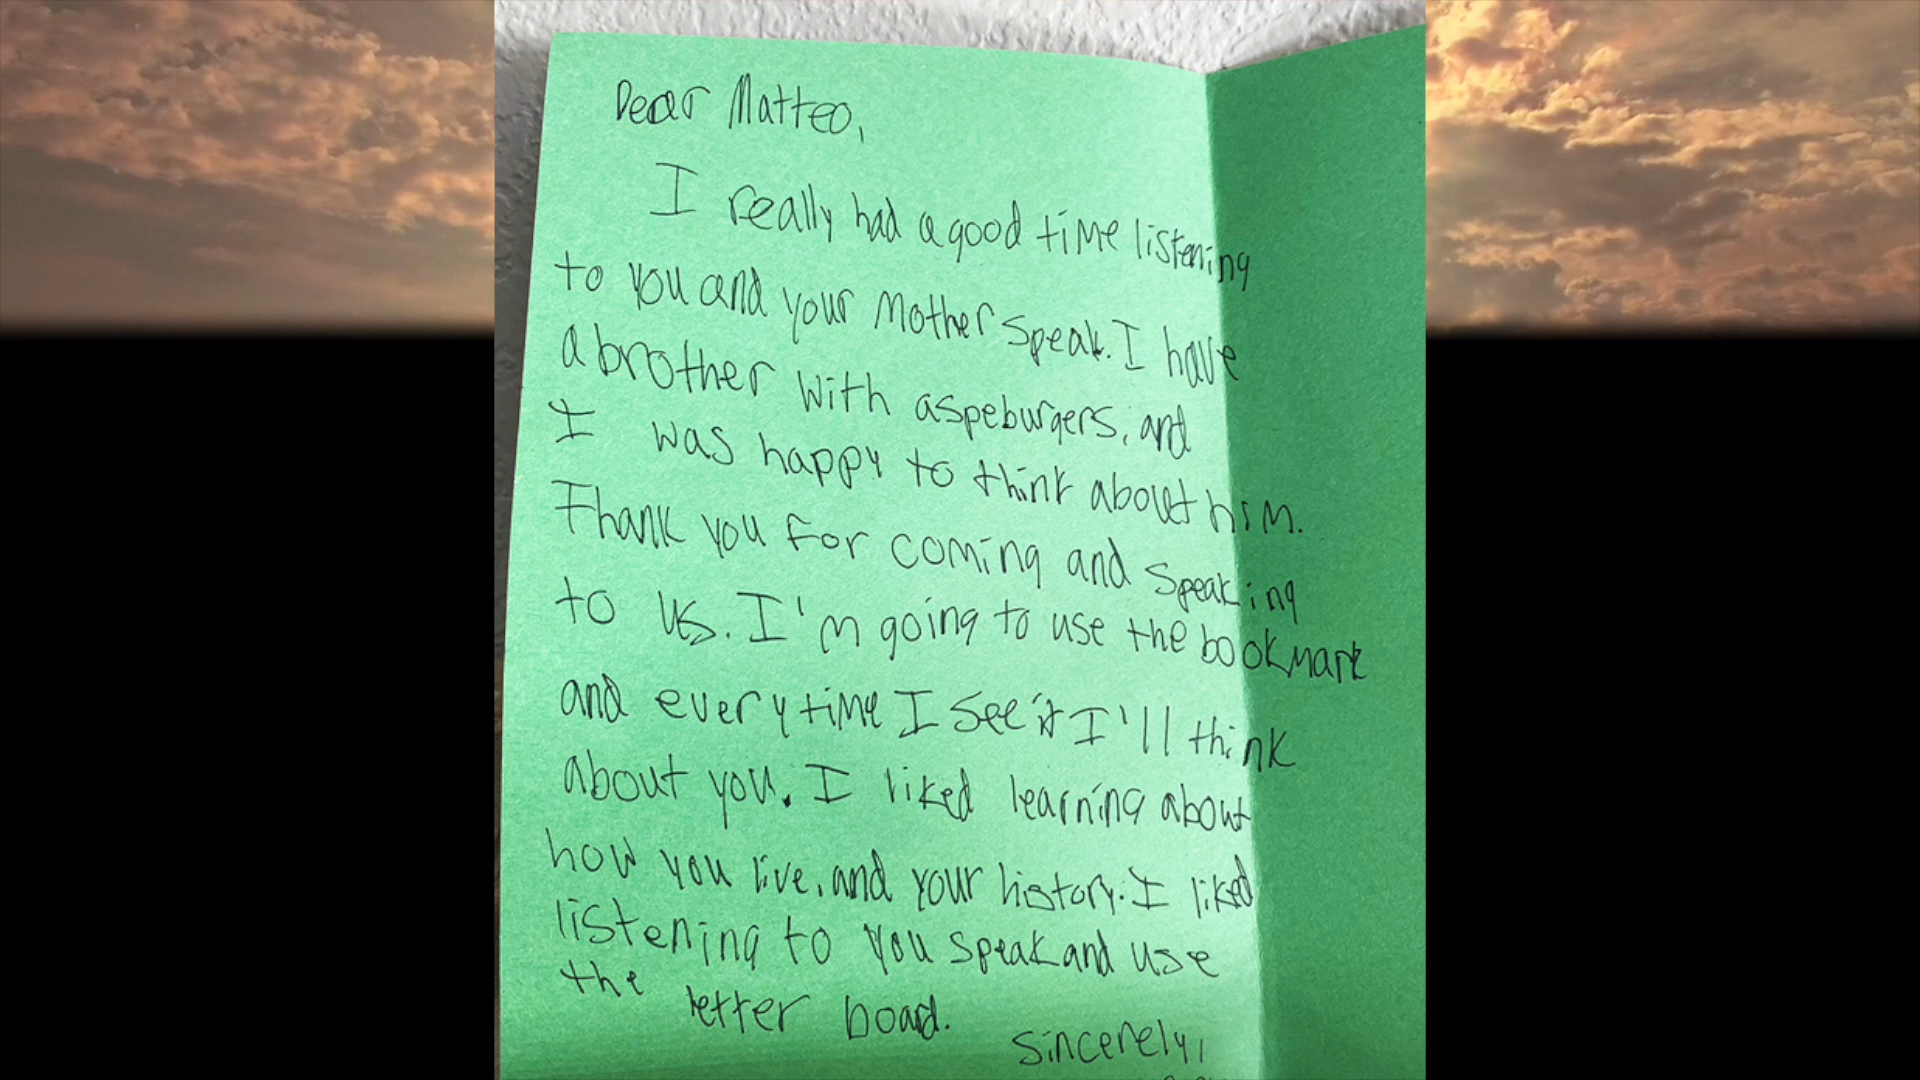 Dear Matteo,
I really had a good time listening
to you and your mother speak. I have
a brother with aspeburgers, and
I was happy to think about him.
Thank you for coming and speaking
to us. I'm going to use the bookmark
and every time I see it I'll think
about you. I liked learning about
how you live, and your history. I liked
listening to you speak and use
the letter board.
Sincerely,